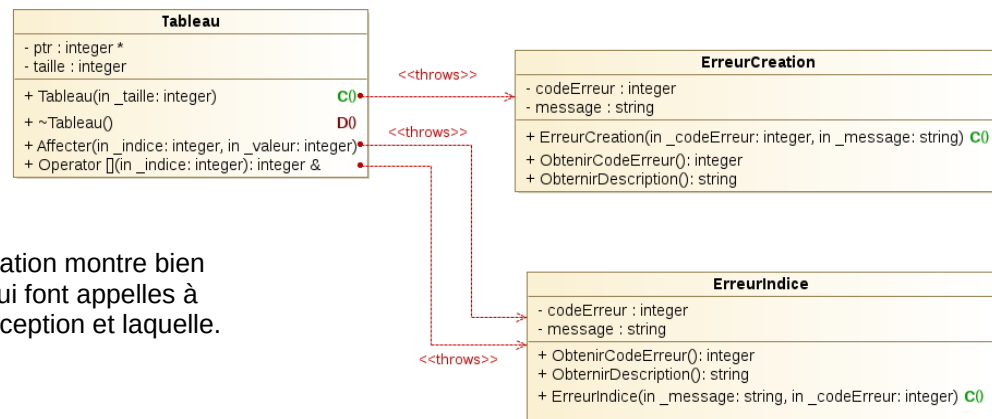 Tableau
- ptr : integer *
- taille : integer
+ Tableau(in _taille: integer) C()
+ ~Tableau() D()
+ Affecter(in _indice: integer, in _valeur: integer)
+ Operator [](in _indice: integer): integer &
<<throws>>
<<throws>>
<<throws>>
ErreurCreation
- codeErreur : integer
- message : string
+ ErreurCreation(in _codeErreur: integer, in _message: string) C()
+ ObtenirCodeErreur(): integer
+ ObternirDescription(): string
ation montre bien
ui font appelles à
ception et laquelle.
ErreurIndice
- codeErreur : integer
- message : string
+ ObtenirCodeErreur(): integer
+ ObternirDescription(): string
+ ErreurIndice(in _message: string, in _codeErreur: integer) C()